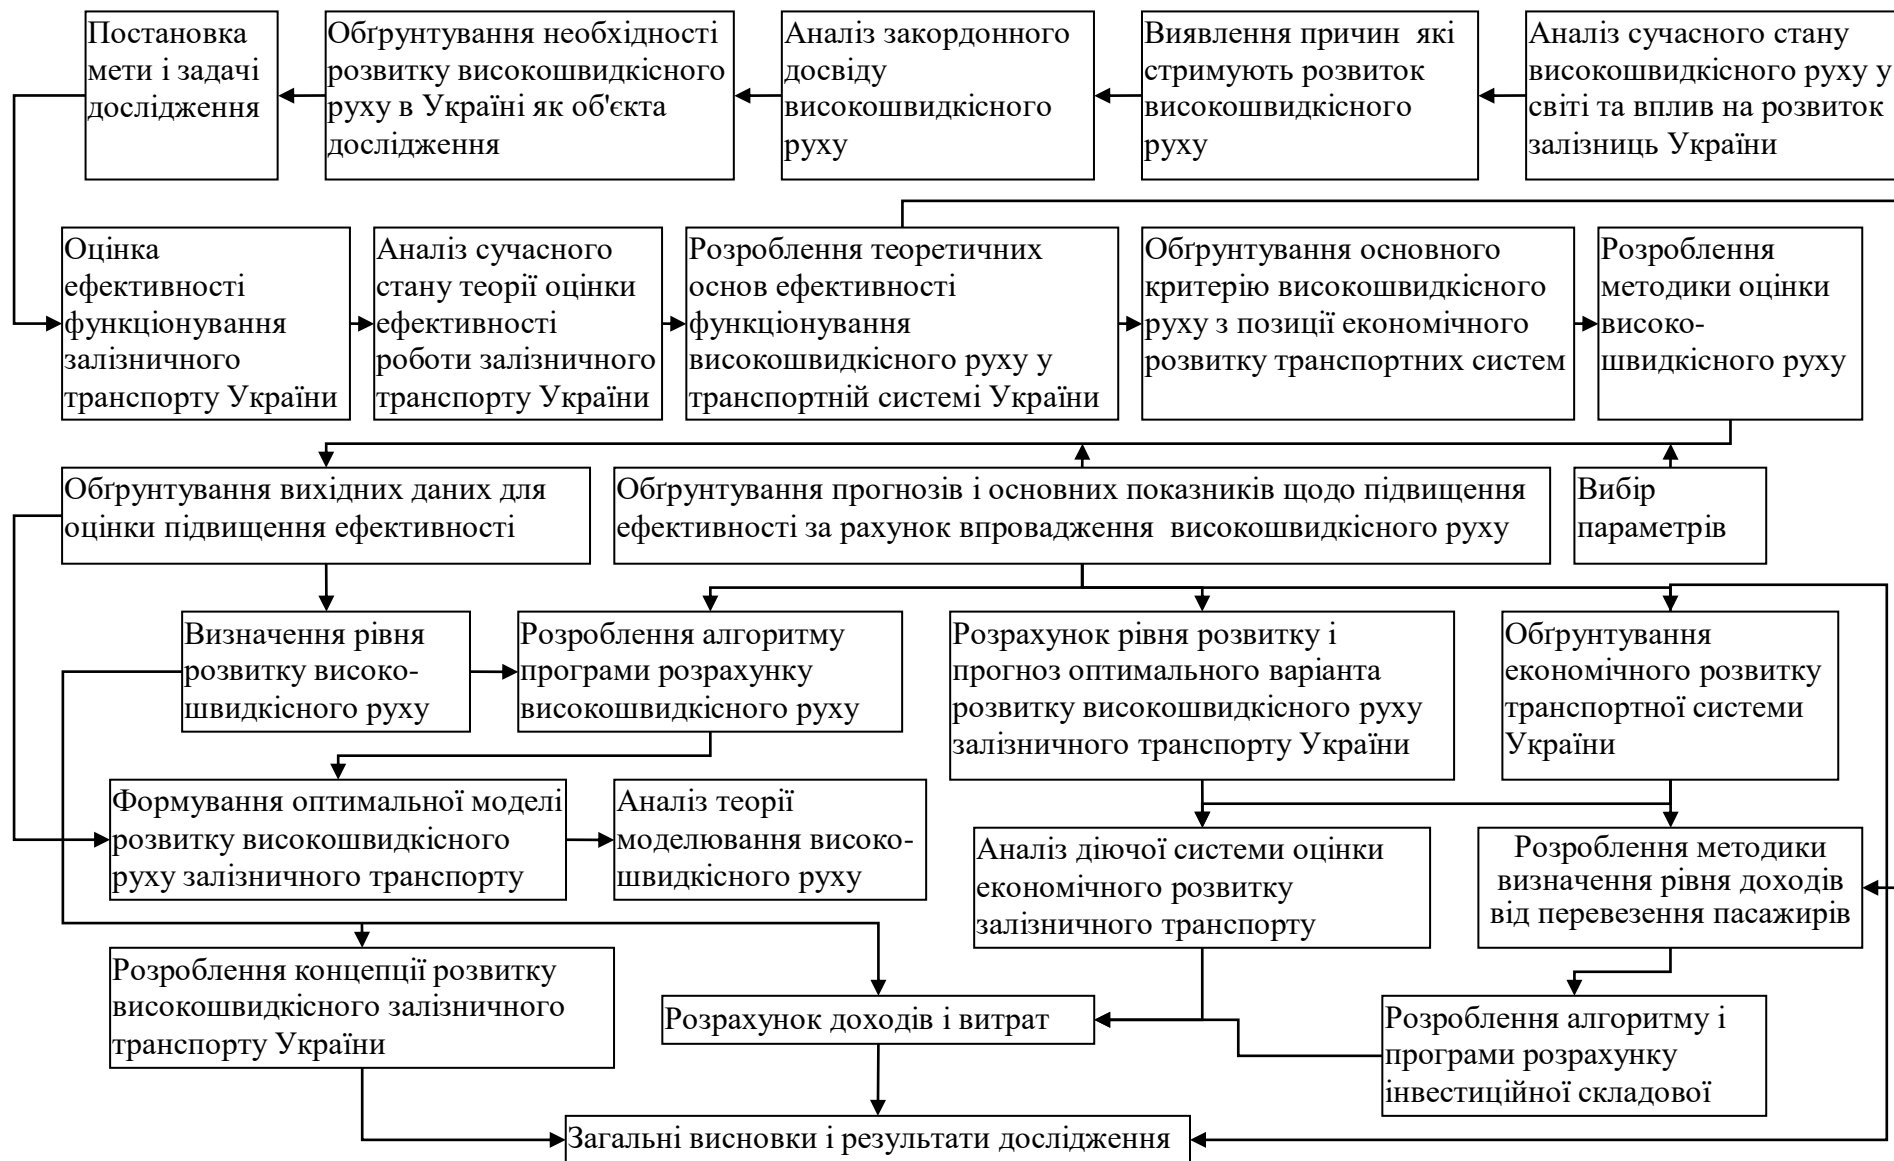 Постановка
мети і задачі
дослідження
Обґрунтування необхідності
розвитку високошвидкісного
руху в Україні як об'єкта
дослідження
Аналіз закордонного
досвіду
високошвидкісного
руху
Виявлення причин які
стримують розвиток
високошвидкісного
руху
Аналіз сучасного стану
високошвидкісного руху у
світі та вплив на розвиток
залізниць України
Оцінка
ефективності
функціонування
залізничного
транспорту України
Аналіз сучасного
стану теорії оцінки
ефективності
роботи залізничного
транспорту України
Розроблення теоретичних
основ ефективності
функціонування
високошвидкісного руху у
транспортній системі України
Обґрунтування основного
критерію високошвидкісного
руху з позиції економічного
розвитку транспортних систем
Розроблення
методики оцінки
високо-
швидкісного руху
Обґрунтування вихідних даних для
оцінки підвищення ефективності
Обґрунтування прогнозів і основних показників щодо підвищення
ефективності за рахунок впровадження високошвидкісного руху
Вибір
параметрів
Визначення рівня
розвитку високо-
швидкісного руху
Розроблення алгоритму
програми розрахунку
високошвидкісного руху
Розрахунок рівня розвитку і
прогноз оптимального варіанта
розвитку високошвидкісного руху
залізничного транспорту України
Обґрунтування
економічного розвитку
транспортної системи
України
Формування оптимальної моделі
розвитку високошвидкісного
руху залізничного транспорту
Аналіз теорії
моделювання високо-
швидкісного руху
Аналіз діючої системи оцінки
економічного розвитку
залізничного транспорту
Розроблення методики
визначення рівня доходів
від перевезення пасажирів
Розроблення концепції розвитку
високошвидкісного залізничного
транспорту України
Розрахунок доходів і витрат
Розроблення алгоритму і
програми розрахунку
інвестиційної складової
Загальні висновки і результати дослідження